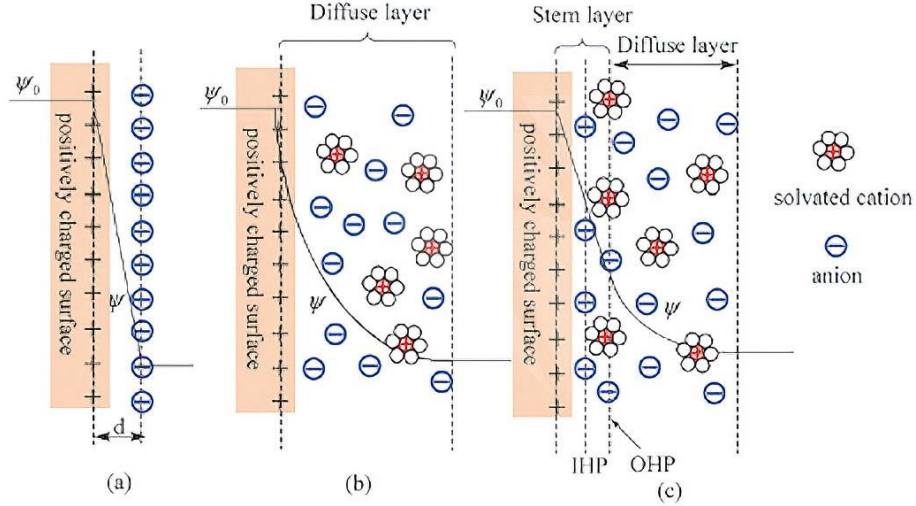 Diffuse layer
Stem layer
Diffuse layer
ψ0
positively charged surface
ψ
d
(a)
ψ0
positively charged surface
ψ
(b)
ψ0
positively charged surface
ψ
IHP
OHP
(c)
solvated cation
anion